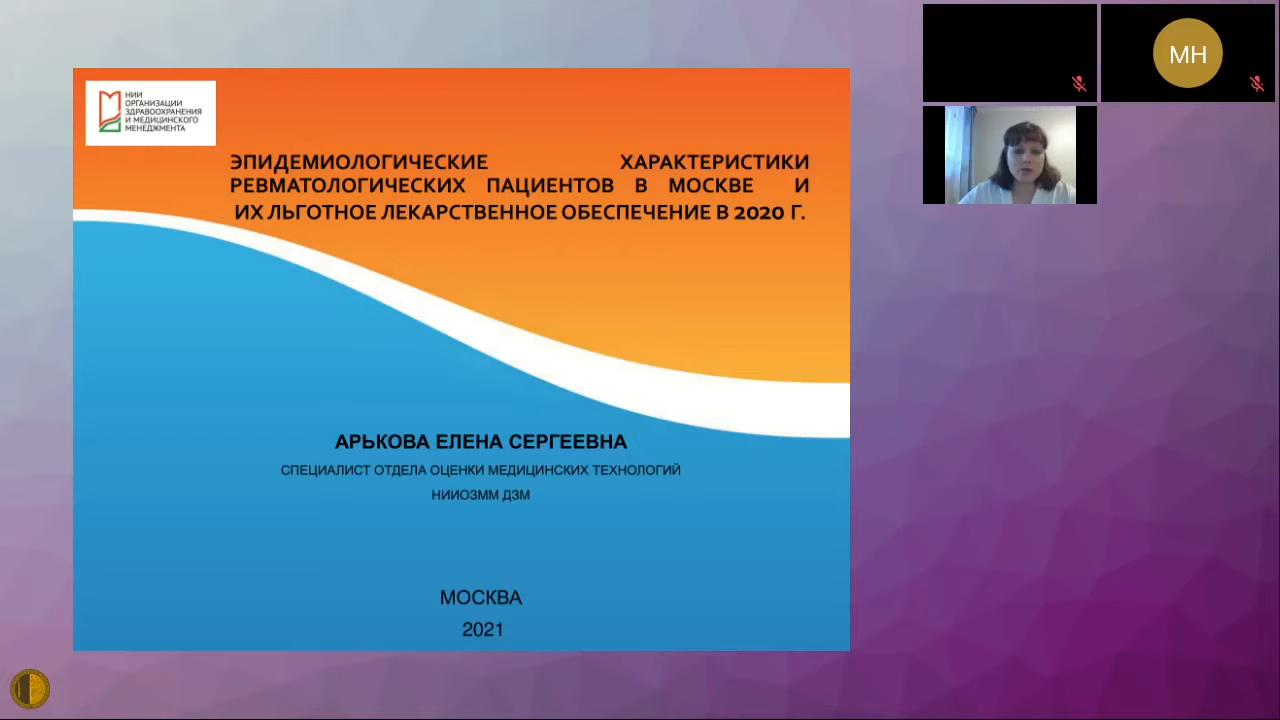 НИИ
ОРГАНИЗАЦИИ
ЗДРАВООХРАНЕНИЯ
И МЕДИЦИНСКОГО
МЕНЕДЖМЕНТА
ЭПИДЕМИОЛОГИЧЕСКИЕ ХАРАКТЕРИСТИКИ
РЕВМАТОЛОГИЧЕСКИХ ПАЦИЕНТОВ В МОСКВЕ И
ИХ ЛЬГОТНОЕ ЛЕКАРСТВЕННОЕ ОБЕСПЕЧЕНИЕ В 2020 Г.
АРЬКОВА ЕЛЕНА СЕРГЕЕВНА
СПЕЦИАЛИСТ ОТДЕЛА ОЦЕНКИ МЕДИЦИНСКИХ ТЕХНОЛОГИЙ
НИИОЗММ ДЗМ
МОСКВА
2021
МН